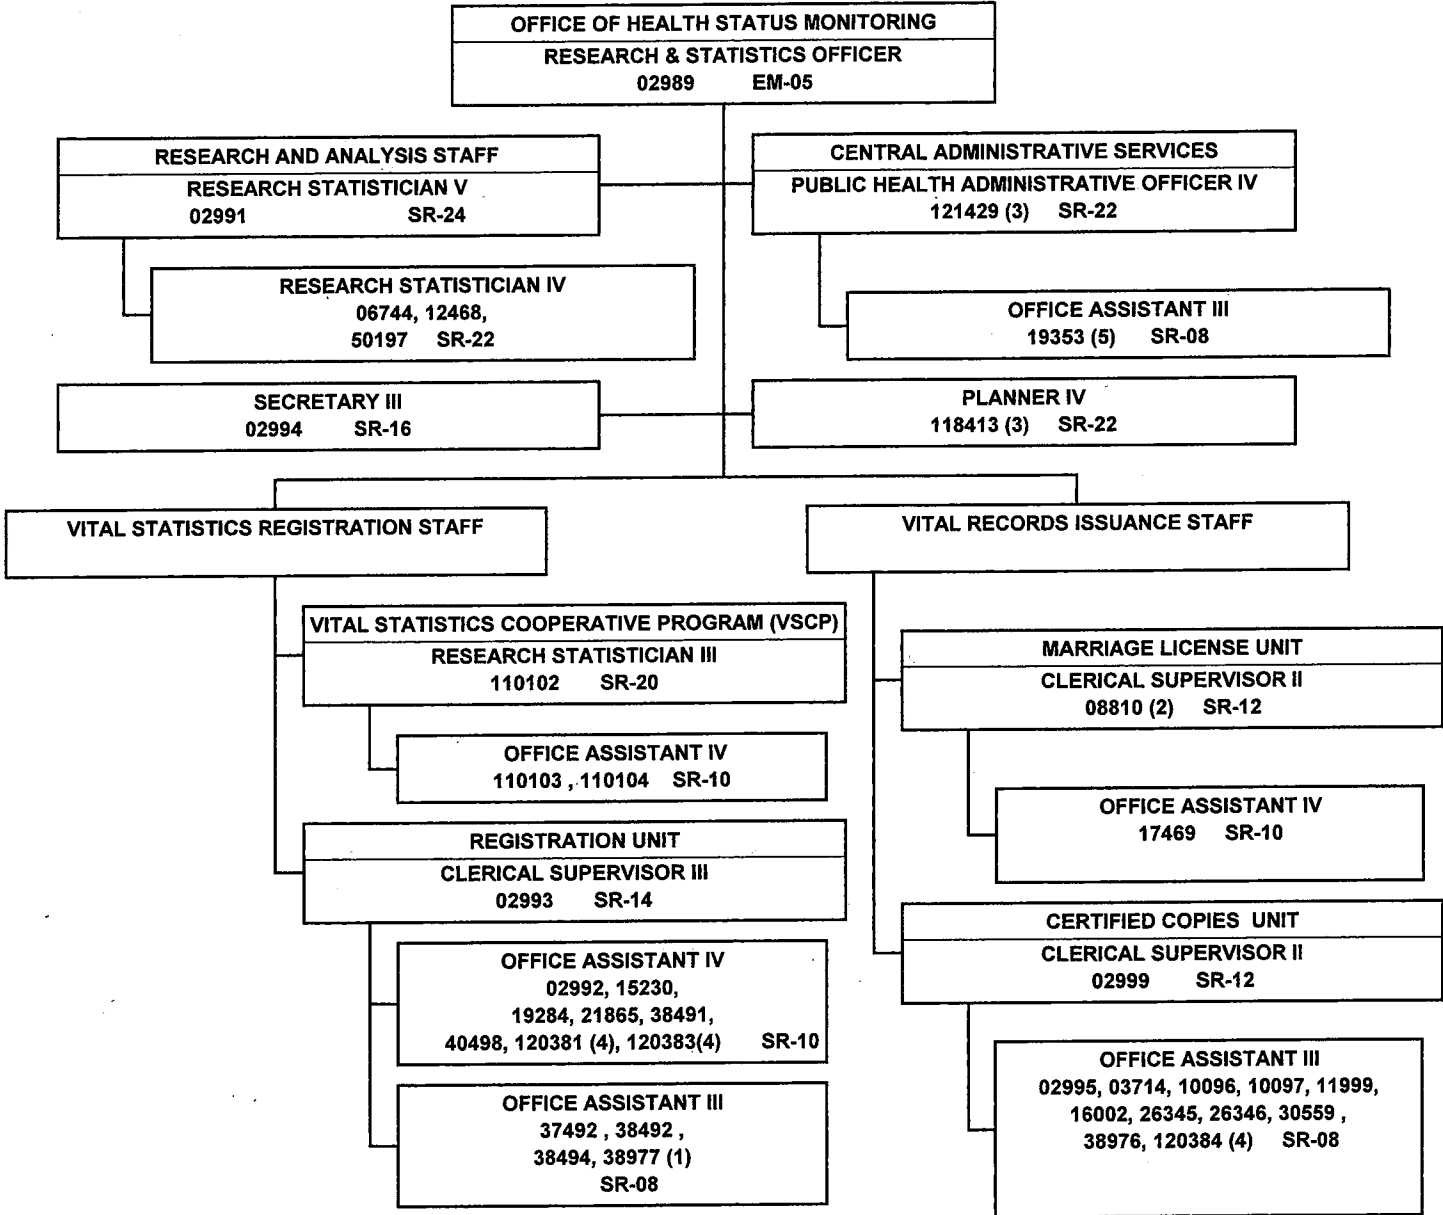 OFFICE OF HEALTH STATUS MONITORING
RESEARCH & STATISTICS OFFICER
02989 EM-05
RESEARCH AND ANALYSIS STAFF
RESEARCH STATISTICIAN V
02991 SR-24
CENTRAL ADMINISTRATIVE SERVICES
PUBLIC HEALTH ADMINISTRATIVE OFFICER IV
121429 (3) SR-22
RESEARCH STATISTICIAN IV
06744, 12468,
50197 SR-22
OFFICE ASSISTANT III
19353 (5) SR-08
SECRETARY III
02994 SR-16
PLANNER IV
118413 (3) SR-22
VITAL STATISTICS REGISTRATION STAFF
VITAL STATISTICS COOPERATIVE PROGRAM (VSCP)
RESEARCH STATISTICIAN III
110102 SR-20
OFFICE ASSISTANT IV
110103 , 110104 SR-10
REGISTRATION UNIT
CLERICAL SUPERVISOR III
02993 SR-14
OFFICE ASSISTANT IV
02992, 15230,
19284, 21865, 38491,
40498, 120381 (4), 120383(4) SR-10
OFFICE ASSISTANT III
37492 , 38492 ,
38494, 38977 (1)
SR-08
VITAL RECORDS ISSUANCE STAFF
MARRIAGE LICENSE UNIT
CLERICAL SUPERVISOR II
08810 (2) SR-12
OFFICE ASSISTANT IV
17469 SR-10
CERTIFIED COPIES UNIT
CLERICAL SUPERVISOR II
02999 SR-12
OFFICE ASSISTANT III
02995, 03714, 10096, 10097, 11999,
16002, 26345, 26346, 30559 ,
38976, 120384 (4) SR-08